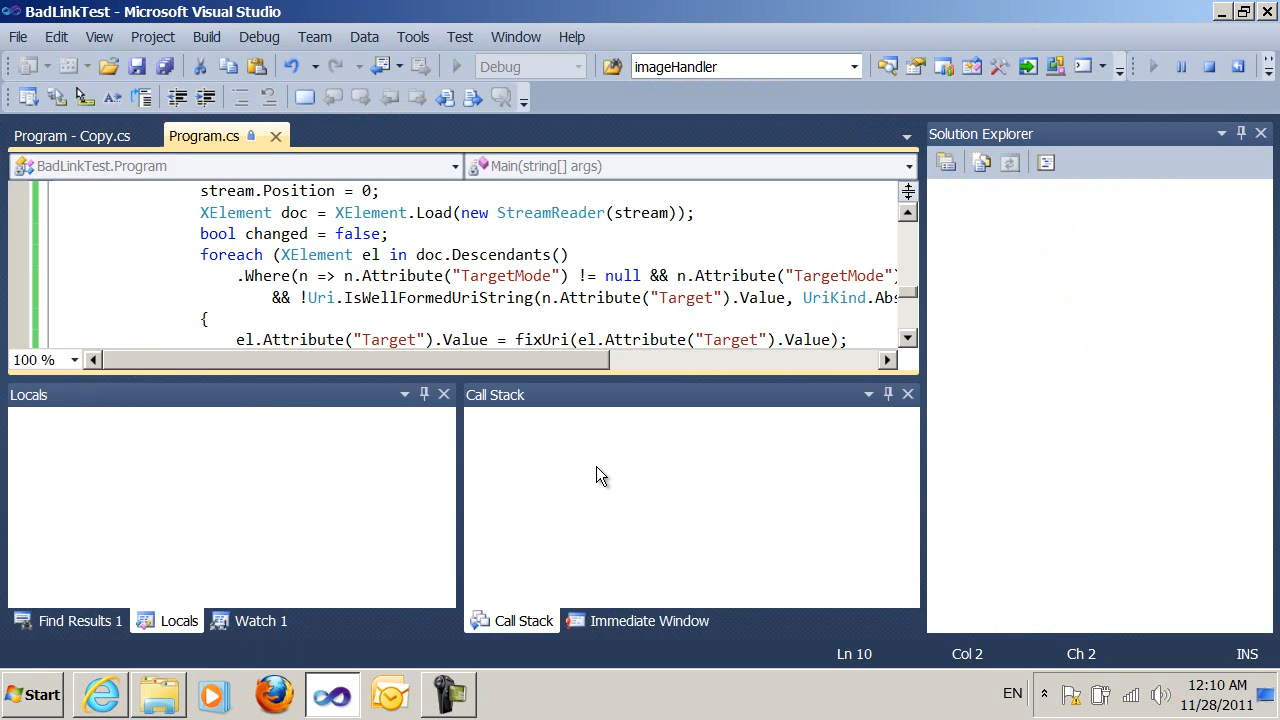 BadLinkTest - Microsoft Visual Studio
File Edit View Project Build Debug Team Data Tools Test Window Help
Debug imageHandler
Program - Copy.cs Program.cs
Solution Explorer
BadLinkTest.Program Main(string[] args)
stream.Position = 0;
XElement doc = XElement.Load(new StreamReader(stream));
bool changed = false;
foreach (XElement el in doc.Descendants()
.Where(n => n.Attribute("TargetMode") != null && n.Attribute("TargetMode")
&& !Uri.IsWellFormedUriString(n.Attribute("Target").Value, UriKind.Abs
{
el.Attribute("Target").Value = fixUri(el.Attribute("Target").Value);
100 %
Locals Call Stack
Find Results 1 Locals Watch 1 Call Stack Immediate Window
Ln 10 Col 2 Ch 2 INS
Start EN 12:10 AM
11/28/2011